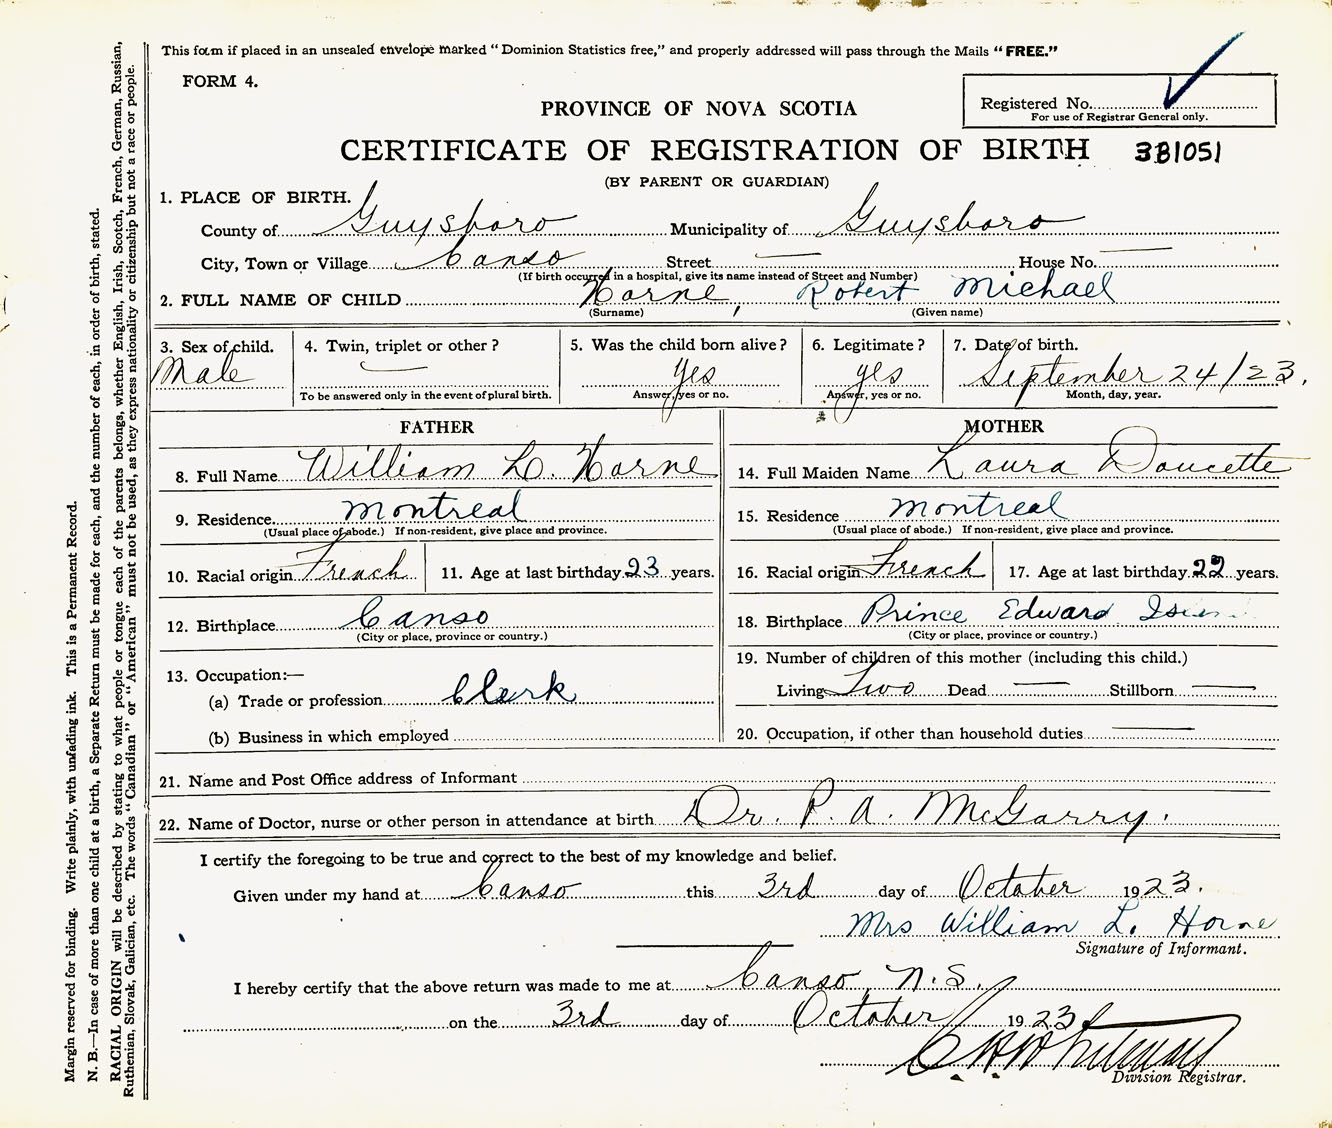 This form if placed in an unsealed envelope marked “Dominion Statistics free,” and properly addressed will pass through the Mails “FREE.”
FORM 4.
Registered No.
For use of Registrar General only.
PROVINCE OF NOVA SCOTIA
CERTIFICATE OF REGISTRATION OF BIRTH 381051
(BY PARENT OR GUARDIAN)
1. PLACE OF BIRTH.
County of Guysboro Municipality of Guysboro
City, Town or Village Canso Street — House No. —
(If birth occurred in a hospital, give its name instead of Street and Number)
2. FULL NAME OF CHILD Horne, Robert Michael
(Surname) (Given name)
3. Sex of child. 4. Twin, triplet or other? 5. Was the child born alive? 6. Legitimate? 7. Date of birth.
Male — Yes yes September 24/23.
To be answered only in the event of plural birth. Answer, yes or no. Answer, yes or no. Month, day, year.
FATHER
8. Full Name William L. Horne
9. Residence Montreal
(Usual place of abode.) If non-resident, give place and province.
10. Racial origin French 11. Age at last birthday 23 years.
12. Birthplace Canso
(City or place, province or country.)
13. Occupation:—
(a) Trade or profession Clerk
(b) Business in which employed
MOTHER
14. Full Maiden Name Laura Doucette
15. Residence Montreal
(Usual place of abode.) If non-resident, give place and province.
16. Racial origin French 17. Age at last birthday 22 years.
18. Birthplace Prince Edward
(City or place, province or country.)
19. Number of children of this mother (including this child.)
Living Two Dead — Stillborn —
20. Occupation, if other than household duties —
21. Name and Post Office address of Informant
22. Name of Doctor, nurse or other person in attendance at birth Dr. P. A. McGarry.
I certify the foregoing to be true and correct to the best of my knowledge and belief.
Given under my hand at Canso this 3rd day of October 1923.
Mrs William L. Horne
Signature of Informant.
I hereby certify that the above return was made to me at Canso, N.S.
on the 3rd day of October 1923
Division Registrar.
Margin reserved for binding. Write plainly, with unfading ink. This is a Permanent Record.
N. B.—In case of more than one child at a birth, a Separate Return must be made for each, and the number of each, in order of birth, stated.
RACIAL ORIGIN will be described by stating to what people or tongue each of the parents belongs, whether English, Irish, Scotch, French, German, Russian,
Ruthenian, Slovak, Galician, etc. The words “Canadian” or “American” must not be used, as they express nationality or citizenship but not a race or people.